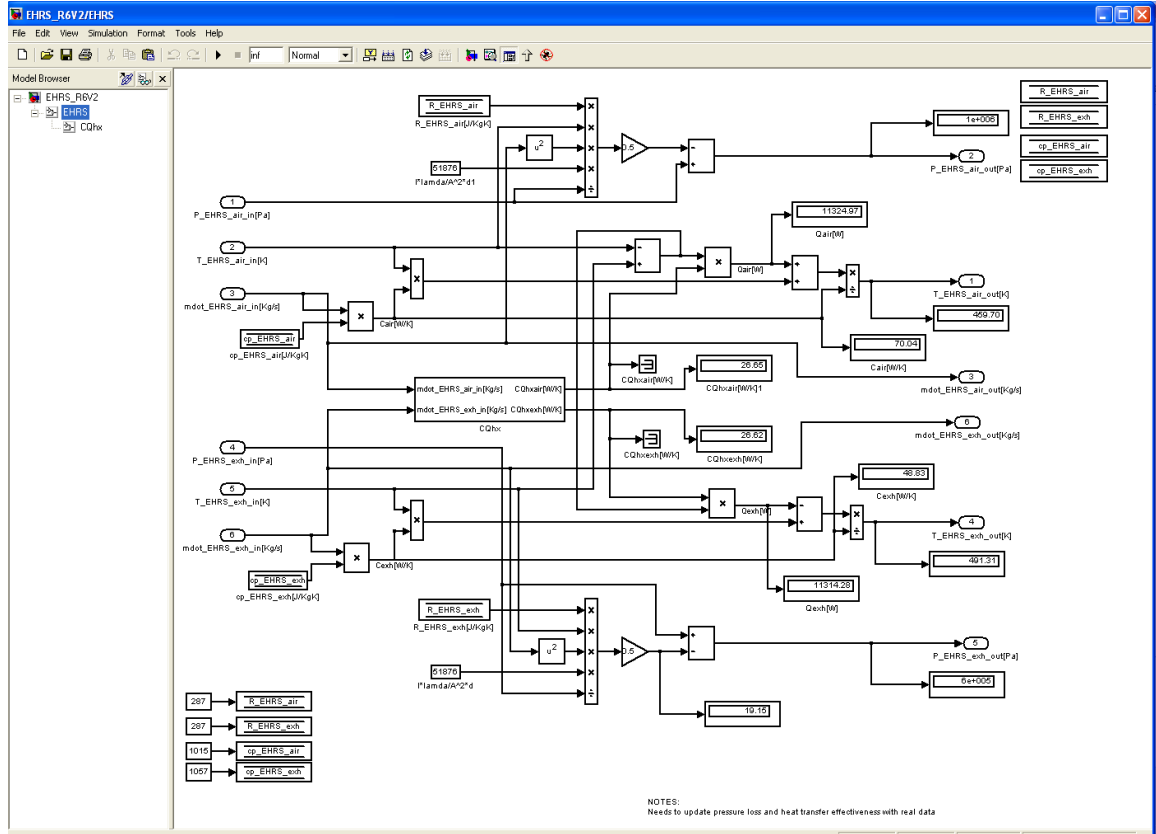 EHRS_R6V2/EHRS
File Edit View Simulation Format Tools Help
inf Normal
Model Browser
EHRS_R6V2
EHRS
CQhx
R_EHRS_air
R_EHRS_air[J/KgK]
u²
51876
l*lamda/A^2*d1
0.5
1e+006
2
P_EHRS_air_out[Pa]
R_EHRS_air
R_EHRS_exh
cp_EHRS_air
cp_EHRS_exh
1
P_EHRS_air_in[Pa]
11324.97
Qair[W]
2
T_EHRS_air_in[K]
Qair[W]
1
T_EHRS_air_out[K]
459.70
3
mdot_EHRS_air_in[Kg/s]
cp_EHRS_air
cp_EHRS_air[J/KgK]
Cair[W/K]
70.04
Cair[W/K]
CQhxair[W/K]
26.65
CQhxair[W/K]1
3
mdot_EHRS_air_out[Kg/s]
mdot_EHRS_air_in[Kg/s] CQhxair[W/K]
mdot_EHRS_exh_in[Kg/s] CQhxexh[W/K]
CQhx
6
mdot_EHRS_exh_out[Kg/s]
4
P_EHRS_exh_in[Pa]
CQhxexh[W/K]
26.62
CQhxexh[W/K]
5
T_EHRS_exh_in[K]
48.83
Cexh[W/K]
Qexh[W]
4
T_EHRS_exh_out[K]
491.31
6
mdot_EHRS_exh_in[Kg/s]
cp_EHRS_exh
cp_EHRS_exh[J/KgK]
Cexh[W/K]
11314.28
Qexh[W]
R_EHRS_exh
R_EHRS_exh[J/KgK]
u²
51876
l*lamda/A^2*d
0.5
5
P_EHRS_exh_out[Pa]
6e+005
19.15
287 R_EHRS_air
287 R_EHRS_exh
1015 cp_EHRS_air
1057 cp_EHRS_exh
NOTES:
Needs to update pressure loss and heat transfer effectiveness with real data